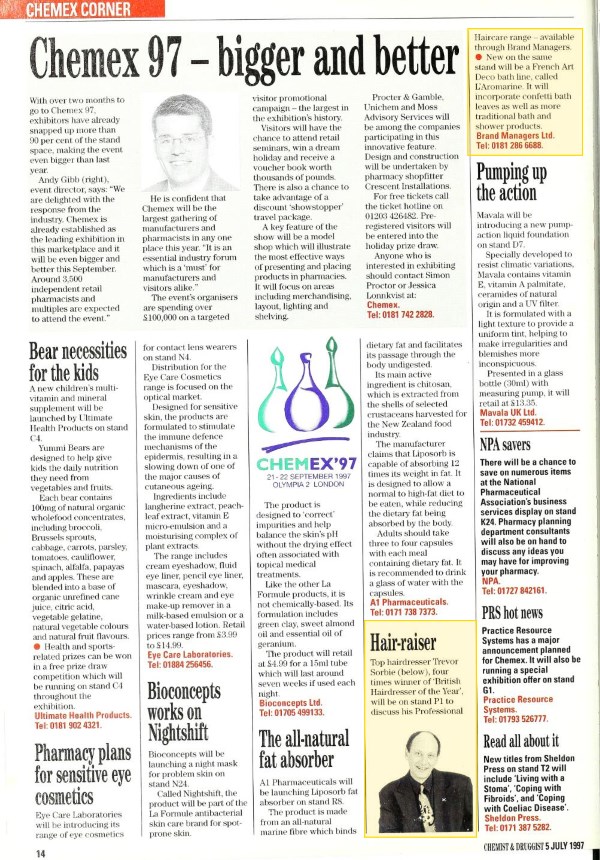 CHEMEX CORNER
Chemex 97 – bigger and better
With over two months to
go to Chemex 97,
exhibitors have already
snapped up more than
90 per cent of the stand
space, making the event
even bigger than last
year.
Andy Gibb (right),
event director, says: “We
are delighted with the
response from the
industry. Chemex is
already established as
the leading exhibition in
this marketplace and it
will be even bigger and
better this September.
Around 3,500
independent retail
pharmacists and
multiples are expected
to attend the event.”
He is confident that
Chemex will be the
largest gathering of
manufacturers and
pharmacists in any one
place this year. “It is an
essential industry forum
which is a ‘must’ for
manufacturers and
visitors alike.”
The event's organisers
are spending over
£100,000 on a targeted
visitor promotional
campaign – the largest in
the exhibition's history.
Visitors will have the
chance to attend retail
seminars, win a dream
holiday and receive a
voucher book worth
thousands of pounds.
There is also a chance to
take advantage of a
discount ‘showstopper’
travel package.
A key feature of the
show will be a model
shop which will illustrate
the most effective ways
of presenting and placing
products in pharmacies.
It will focus on areas
including merchandising,
layout, lighting and
shelving.
Procter & Gamble,
Unichem and Moss
Advisory Services will
be among the companies
participating in this
innovative feature.
Design and construction
will be undertaken by
pharmacy shopfitter
Crescent Installations.
For free tickets call
the ticket hotline on
01203 426482. Pre-
registered visitors will
be entered into the
holiday prize draw.
Anyone who is
interested in exhibiting
should contact Simon
Proctor or Jessica
Lonnkvist at:
Chemex.
Tel: 0181 742 2828.
Bear necessities
for the kids
A new children's multi-
vitamin and mineral
supplement will be
launched by Ultimate
Health Products on stand
C4.
Yummi Bears are
designed to help give
kids the daily nutrition
they need from
vegetables and fruits.
Each bear contains
100mg of natural organic
wholefood concentrates,
including broccoli,
Brussels sprouts,
cabbage, carrots, parsley,
tomatoes, cauliflower,
spinach, alfalfa, papayas
and apples. These are
blended into a base of
organic unrefined cane
juice, citric acid,
vegetable gelatine,
natural vegetable colours
and natural fruit flavours.
● Health and sports-
related prizes can be won
in a free prize draw
competition which will
be running on stand C4
throughout the
exhibition.
Ultimate Health Products.
Tel: 0181 902 4321.
Pharmacy plans
for sensitive eye
cosmetics
Eye Care Laboratories
will be introducing its
range of eye cosmetics
for contact lens wearers
on stand N4.
Distribution for the
Eye Care Cosmetics
range is focused on the
optical market.
Designed for sensitive
skin, the products are
formulated to stimulate
the immune defence
mechanisms of the
epidermis, resulting in a
slowing down of one of
the major causes of
cutaneous ageing.
Ingredients include
langherine extract, peach-
leaf extract, vitamin E
micro-emulsion and a
moisturising complex of
plant extracts.
The range includes
cream eyeshadow, fluid
eye liner, pencil eye liner,
mascara, eyeshadow,
wrinkle cream and eye
make-up remover in a
milk-based emulsion or a
water-based lotion. Retail
prices range from £3.99
to £14.99.
Eye Care Laboratories.
Tel: 01884 256456.
Bioconcepts
works on
Nightshift
Bioconcepts will be
launching a night mask
for problem skin on
stand N24.
Called Nightshift, the
product will be part of the
La Formule antibacterial
skin care brand for spot-
prone skin.
CHEMEX'97
21-22 SEPTEMBER 1997
OLYMPIA 2 LONDON
The product is
designed to ‘correct’
impurities and help
balance the skin's pH
without the drying effect
often associated with
topical medical
treatments.
Like the other La
Formule products, it is
not chemically-based. Its
formulation includes
green clay, sweet almond
oil and essential oil of
geranium.
The product will retail
at £4.99 for a 15ml tube
which will last around
seven weeks if used each
night.
Bioconcepts Ltd.
Tel: 01705 499133.
The all-natural
fat absorber
A1 Pharmaceuticals will
be launching Liposorb fat
absorber on stand R8.
The product is made
from an all-natural
marine fibre which binds
dietary fat and facilitates
its passage through the
body undigested.
Its main active
ingredient is chitosan,
which is extracted from
the shells of selected
crustaceans harvested for
the New Zealand food
industry.
The manufacturer
claims that Liposorb is
capable of absorbing 12
times its weight in fat. It
is designed to allow a
normal to high-fat diet to
be eaten, while reducing
the dietary fat being
absorbed by the body.
Adults should take
three to four capsules
with each meal
containing dietary fat. It
is recommended to drink
a glass of water with the
capsules.
A1 Pharmaceuticals.
Tel: 0171 738 7373.
Hair-raiser
Top hairdresser Trevor
Sorbie (below), four
times winner of ‘British
Hairdresser of the Year’,
will be on stand P1 to
discuss his Professional
Haircare range – available
through Brand Managers.
● New on the same
stand will be a French Art
Deco bath line, called
L'Aromarine. It will
incorporate confetti bath
leaves as well as more
traditional bath and
shower products.
Brand Managers Ltd.
Tel: 0181 286 6688.
Pumping up
the action
Mavala will be
introducing a new pump-
action liquid foundation
on stand D7.
Specially developed to
resist climatic variations,
Mavala contains vitamin
E, vitamin A palmitate,
ceramides of natural
origin and a UV filter.
It is formulated with a
light texture to provide a
uniform tint, helping to
make irregularities and
blemishes more
inconspicuous.
Presented in a glass
bottle (30ml) with
measuring pump, it will
retail at £13.35.
Mavala UK Ltd.
Tel: 01732 459412.
NPA savers
There will be a chance to
save on numerous items
at the National
Pharmaceutical
Association's business
services display on stand
K24. Pharmacy planning
department consultants
will also be on hand to
discuss any ideas you
may have for improving
your pharmacy.
NPA.
Tel: 01727 842161.
PRS hot news
Practice Resource
Systems has a major
announcement planned
for Chemex. It will also be
running a special
exhibition offer on stand
G1.
Practice Resource
Systems.
Tel: 01793 526777.
Read all about it
New titles from Sheldon
Press on stand T2 will
include ‘Living with a
Stoma’, ‘Coping with
Fibroids’, and ‘Coping
with Coeliac Disease’.
Sheldon Press.
Tel: 0171 387 5282.
14
CHEMIST & DRUGGIST 5 JULY 1997